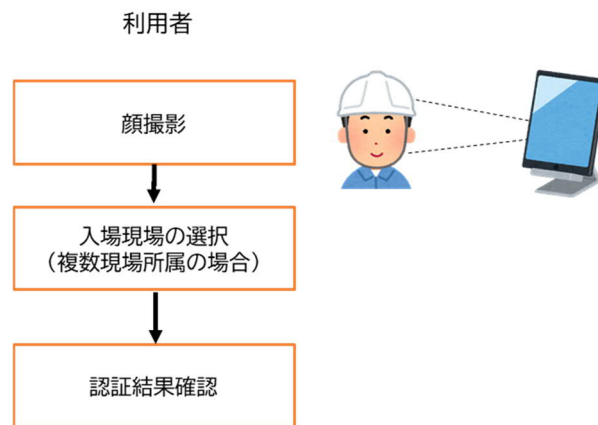 利用者
顔撮影
入場現場の選択
（複数現場所属の場合）
認証結果確認